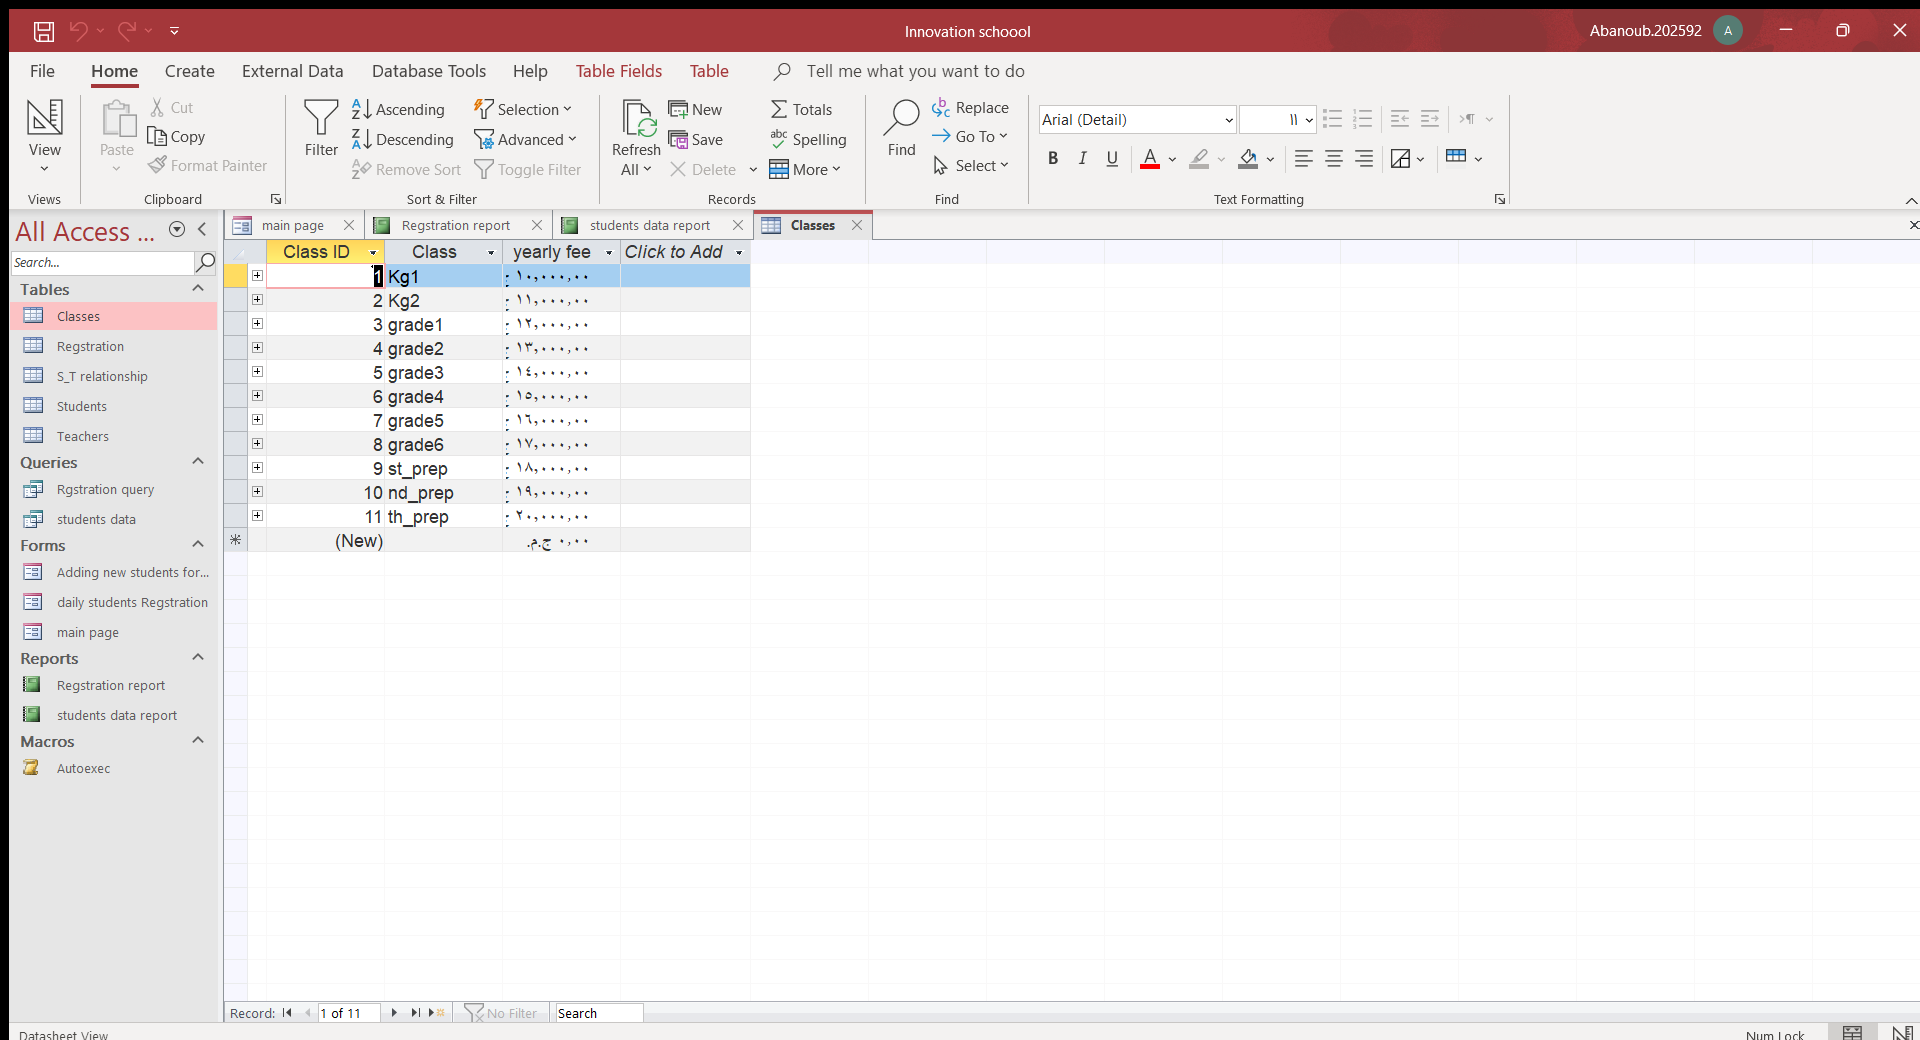 Innovation schoool
Abanoub.202592
A
File Home Create External Data Database Tools Help Table Fields Table Tell me what you want to do
View
Views
Paste
Cut
Copy
Format Painter
Clipboard
Filter
Ascending
Descending
Remove Sort
Selection
Advanced
Toggle Filter
Sort & Filter
Refresh All
New
Save
Delete
Totals
Spelling
More
Records
Find
Replace
Go To
Select
Find
Arial (Detail) ١١
B I U A
Text Formatting
All Access ...
Search...
Tables
Classes
Regstration
S_T relationship
Students
Teachers
Queries
Rgstration query
students data
Forms
Adding new students for...
daily students Regstration
main page
Reports
Regstration report
students data report
Macros
Autoexec
main page Regstration report students data report Classes
Class ID Class yearly fee Click to Add
1 Kg1 ١٠,٠٠٠,٠٠
2 Kg2 ١١,٠٠٠,٠٠
3 grade1 ١٢,٠٠٠,٠٠
4 grade2 ١٣,٠٠٠,٠٠
5 grade3 ١٤,٠٠٠,٠٠
6 grade4 ١٥,٠٠٠,٠٠
7 grade5 ١٦,٠٠٠,٠٠
8 grade6 ١٧,٠٠٠,٠٠
9 st_prep ١٨,٠٠٠,٠٠
10 nd_prep ١٩,٠٠٠,٠٠
11 th_prep ٢٠,٠٠٠,٠٠
(New) ٠,٠٠ ج.م.
Record: 1 of 11 No Filter Search
Datasheet View
Num Lock